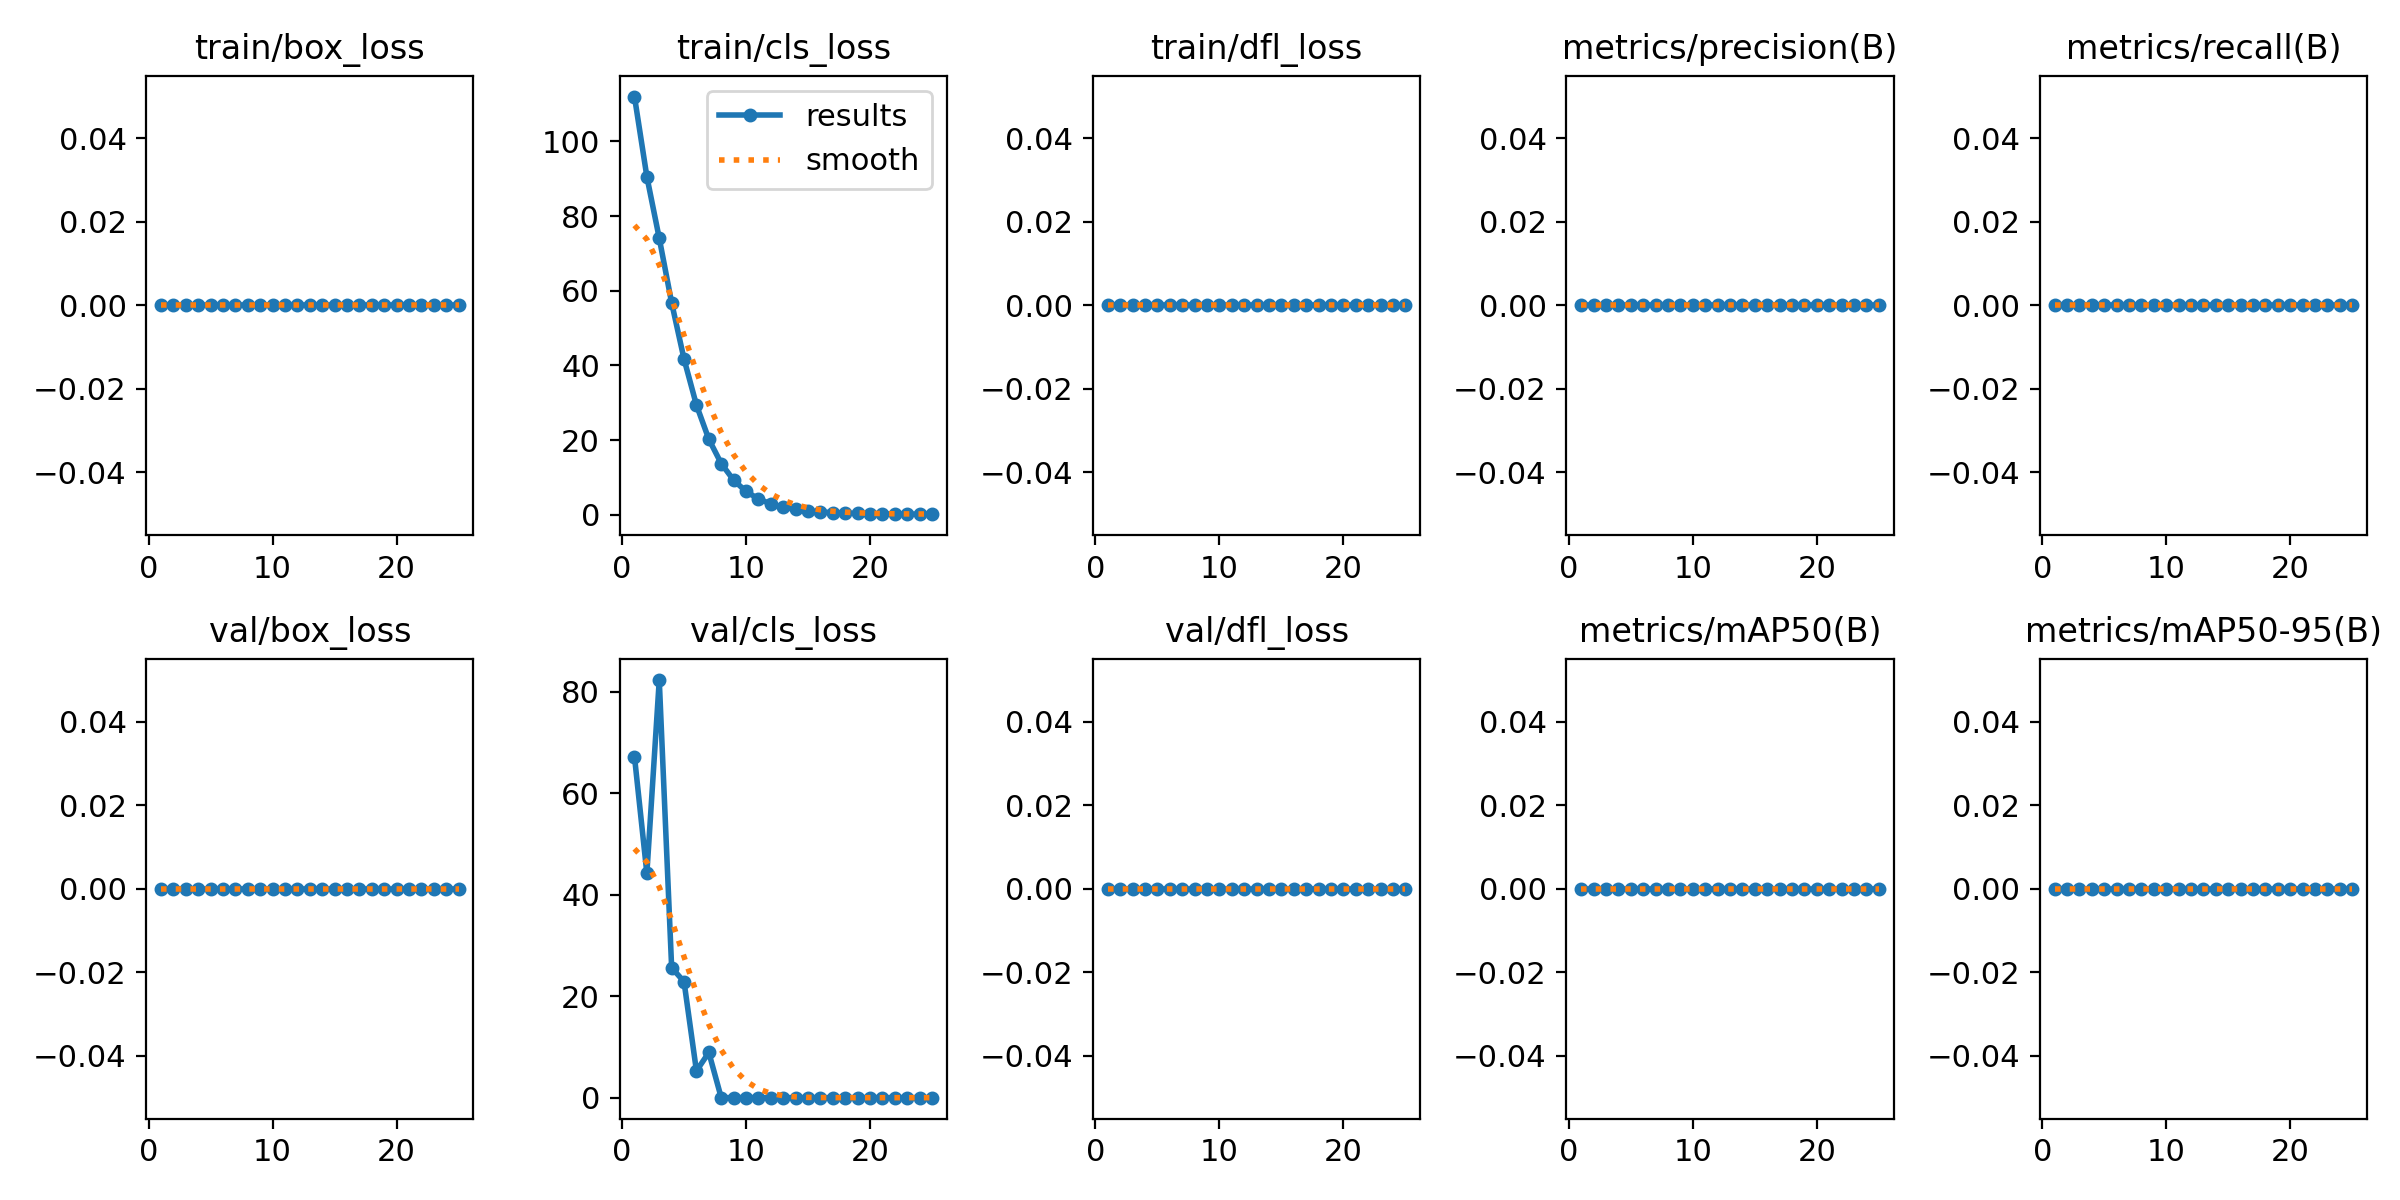 train/box_loss
0.04
0.02
0.00
−0.02
−0.04
0 10 20
train/cls_loss
results
smooth
100
80
60
40
20
0
0 10 20
train/dfl_loss
0.04
0.02
0.00
−0.02
−0.04
0 10 20
metrics/precision(B)
0.04
0.02
0.00
−0.02
−0.04
0 10 20
metrics/recall(B)
0.04
0.02
0.00
−0.02
−0.04
0 10 20
val/box_loss
0.04
0.02
0.00
−0.02
−0.04
0 10 20
val/cls_loss
80
60
40
20
0
0 10 20
val/dfl_loss
0.04
0.02
0.00
−0.02
−0.04
0 10 20
metrics/mAP50(B)
0.04
0.02
0.00
−0.02
−0.04
0 10 20
metrics/mAP50-95(B)
0.04
0.02
0.00
−0.02
−0.04
0 10 20